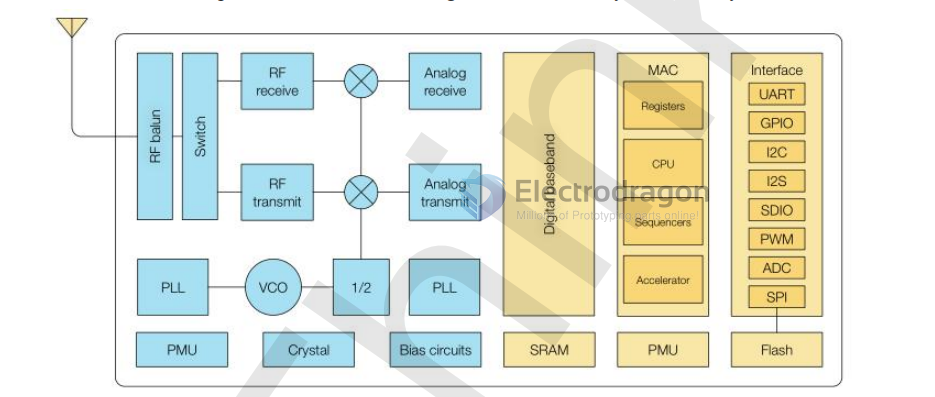 RF balun
Switch
RF
receive
Analog
receive
RF
transmit
Analog
transmit
PLL
VCO
1/2
PLL
PMU
Crystal
Bias circuits
Digital baseband
SRAM
MAC
Registers
CPU
Sequencers
Accelerator
PMU
Interface
UART
GPIO
I2C
I2S
SDIO
PWM
ADC
SPI
Flash
Electrodragon
Millions of Prototyping parts online!